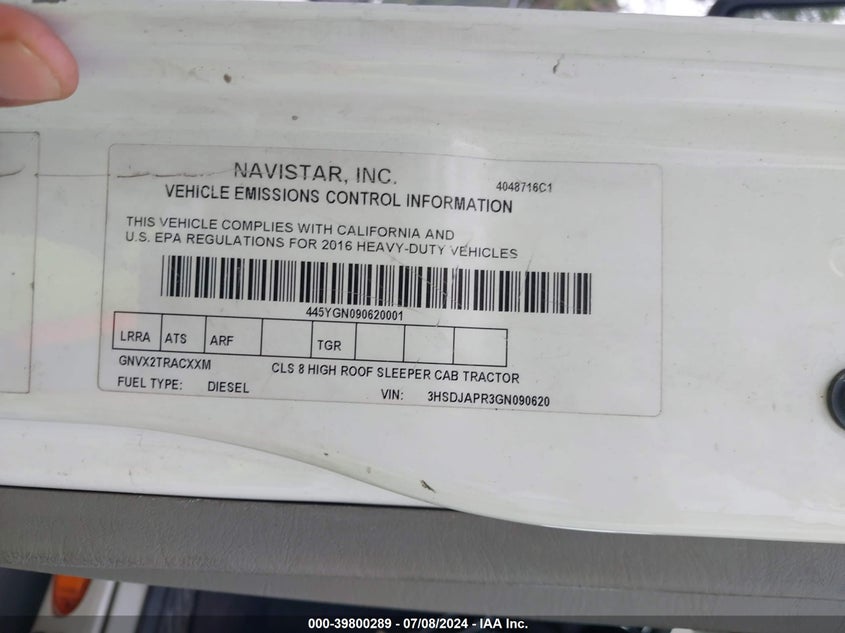 NAVISTAR, INC.
4048716C1
VEHICLE EMISSIONS CONTROL INFORMATION
THIS VEHICLE COMPLIES WITH CALIFORNIA AND
U.S. EPA REGULATIONS FOR 2016 HEAVY-DUTY VEHICLES
445YGN090620001
LRRA ATS ARF TGR
GNVX2TRACXXM CLS 8 HIGH ROOF SLEEPER CAB TRACTOR
FUEL TYPE: DIESEL VIN: 3HSDJAPR3GN090620
000-39800289 - 07/08/2024 - IAA Inc.